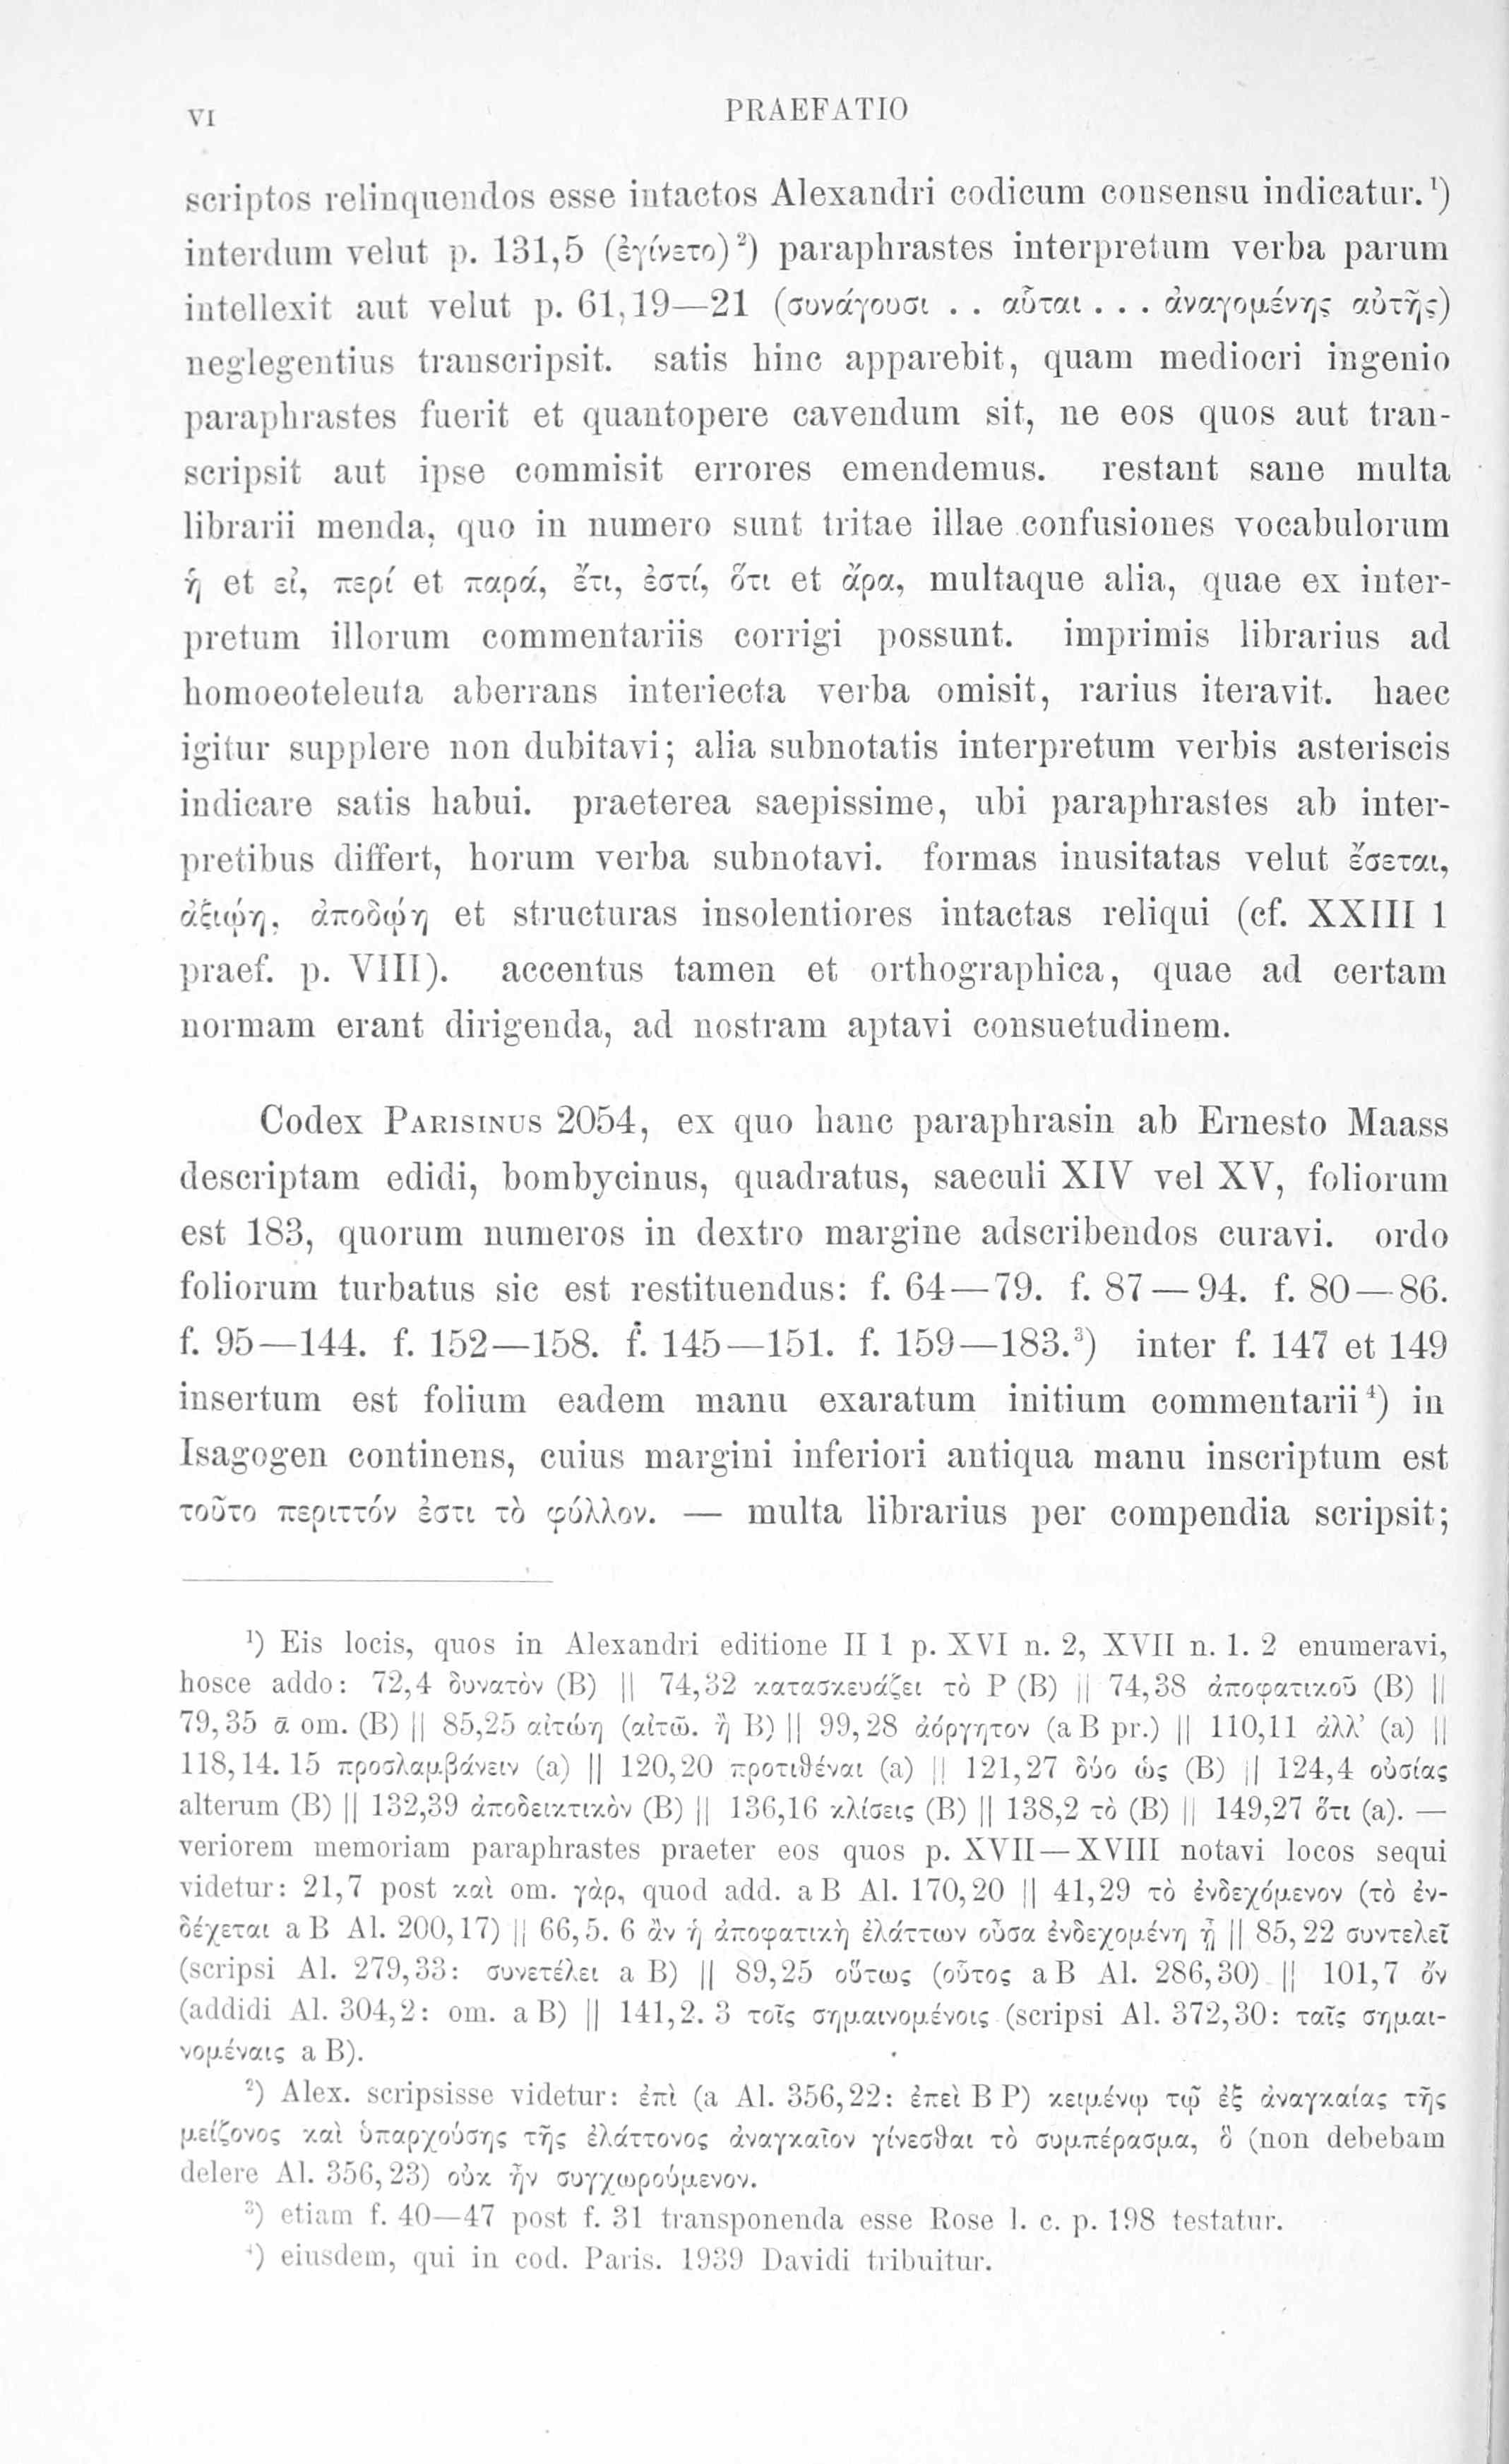 VI
PRAEFATIO
scriptos relinquendos esse intactos Alexandri codicum consensu indicatur.¹)
interdum velut p. 131,5 (ἐγίνετο)²) paraphrastes interpretum verba parum
intellexit aut velut p. 61,19—21 (συνάγουσι . . αὗται . . . ἀναγομένης αὐτῆς)
neglegentius transcripsit. satis hinc apparebit, quam mediocri ingenio
paraphrastes fuerit et quantopere cavendum sit, ne eos quos aut tran-
scripsit aut ipse commisit errores emendemus. restant sane multa
librarii menda, quo in numero sunt tritae illae confusiones vocabulorum
ἡ et εἰ, περί et παρά, ἔτι, ἐστί, ὅτι et ἄρα, multaque alia, quae ex inter-
pretum illorum commentariis corrigi possunt. imprimis librarius ad
homoeoteleuta aberrans interiecta verba omisit, rarius iteravit. haec
igitur supplere non dubitavi; alia subnotatis interpretum verbis asteriscis
indicare satis habui. praeterea saepissime, ubi paraphrastes ab inter-
pretibus differt, horum verba subnotavi. formas inusitatas velut ἔσεται,
ἀξιῴη, ἀποδῴη et structuras insolentiores intactas reliqui (cf. XXIII 1
praef. p. VIII). accentus tamen et orthographica, quae ad certam
normam erant dirigenda, ad nostram aptavi consuetudinem.
Codex Parisinus 2054, ex quo hanc paraphrasin ab Ernesto Maass
descriptam edidi, bombycinus, quadratus, saeculi XIV vel XV, foliorum
est 183, quorum numeros in dextro margine adscribendos curavi. ordo
foliorum turbatus sic est restituendus: f. 64—79. f. 87—94. f. 80—86.
f. 95—144. f. 152—158. f. 145—151. f. 159—183.³) inter f. 147 et 149
insertum est folium eadem manu exaratum initium commentarii⁴) in
Isagogen continens, cuius margini inferiori antiqua manu inscriptum est
τοῦτο περιττόν ἐστι τὸ φύλλον. — multa librarius per compendia scripsit;
¹) Eis locis, quos in Alexandri editione II 1 p. XVI n. 2, XVII n. 1. 2 enumeravi,
hosce addo: 72,4 δυνατὸν (B) || 74,32 κατασκευάζει τὸ P (B) || 74,38 ἀποφατικοῦ (B) ||
79,35 ᾱ om. (B) || 85,25 αἰτώη (αἰτῶ. ἢ B) || 99,28 ἀόργητον (a B pr.) || 110,11 ἀλλ’ (a) ||
118,14. 15 προσλαμβάνειν (a) || 120,20 προτιθέναι (a) || 121,27 δύο ὡς (B) || 124,4 οὐσίας
alterum (B) || 132,39 ἀποδεικτικὸν (B) || 136,16 κλίσεις (B) || 138,2 τὸ (B) || 149,27 ὅτι (a). —
veriorem memoriam paraphrastes praeter eos quos p. XVII—XVIII notavi locos sequi
videtur: 21,7 post καὶ om. γὰρ, quod add. a B Al. 170,20 || 41,29 τὸ ἐνδεχόμενον (τὸ ἐν-
δέχεται a B Al. 200,17) || 66,5. 6 ἂν ἡ ἀποφατικὴ ἐλάττων οὖσα ἐνδεχομένη ᾖ || 85,22 συντελεῖ
(scripsi Al. 279,33: συνετέλει a B) || 89,25 οὕτως (οὗτος a B Al. 286,30) || 101,7 ὄν
(addidi Al. 304,2: om. a B) || 141,2. 3 τοῖς σημαινομένοις (scripsi Al. 372,30: ταῖς σημαι-
νομέναις a B).
²) Alex. scripsisse videtur: ἐπὶ (a Al. 356,22: ἐπεὶ B P) κειμένῳ τῷ ἐξ ἀναγκαίας τῆς
μείζονος καὶ ὑπαρχούσης τῆς ἐλάττονος ἀναγκαῖον γίνεσθαι τὸ συμπέρασμα, ὃ (non debebam
delere Al. 356,23) οὐκ ἦν συγχωρούμενον.
³) etiam f. 40—47 post f. 31 transponenda esse Rose l. c. p. 198 testatur.
⁴) eiusdem, qui in cod. Paris. 1939 Davidi tribuitur.